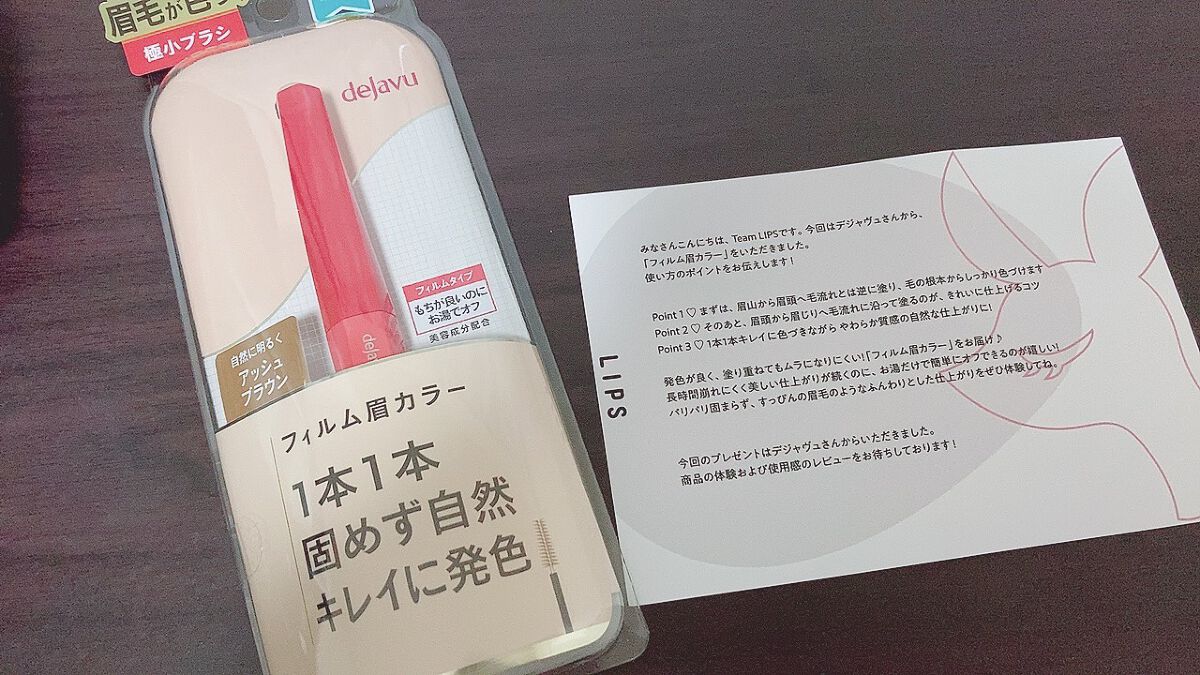 眉毛が
極小ブラシ
deJavu
フィルムタイプ
もちが良いのに
お湯でオフ
美容成分配合
自然に明るく
アッシュ
ブラウン
deJa
フィルム眉カラー
1本1本
固めず自然
キレイに発色
LIPS
みなさんこんにちは、Team LIPSです。今回はデジャヴュさんから、
「フィルム眉カラー」をいただきました。
使い方のポイントをお伝えします!
Point 1♡ まずは、眉山から眉頭へ毛流れとは逆に塗り、毛の根本からしっかり色づけます
Point 2♡ そのあと、眉頭から眉じりへ毛流れに沿って塗るのが、きれいに仕上げるコツ
Point 3♡ 1本1本キレイに色づきながら やわらか質感の自然な仕上がりに!
発色が良く、塗り重ねてもムラになりにくい!「フィルム眉カラー」をお届け♪
長時間崩れにくく美しい仕上がりが続くのに、お湯だけで簡単にオフできるのが嬉しい!
パリパリ固まらず、すっぴんの眉毛のようなふんわりとした仕上がりをぜひ体験してね。
今回のプレゼントはデジャヴュさんからいただきました。
商品の体験および使用感のレビューをお待ちしております!